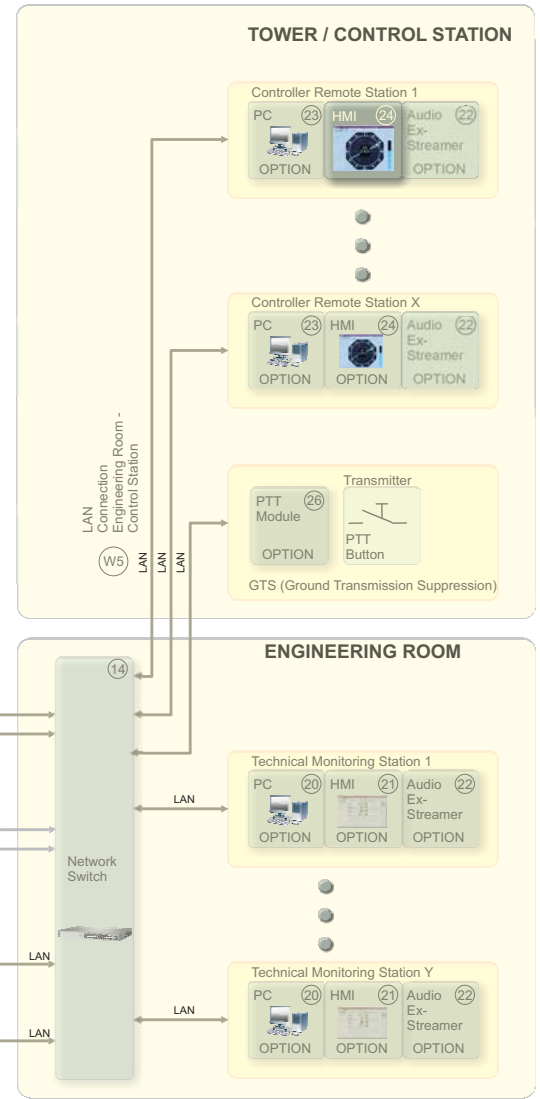 TOWER / CONTROL STATION
Controller Remote Station 1
PC 23
OPTION
HMI 24
Audio 22
Ex-
Streamer
OPTION
Controller Remote Station X
PC 23
OPTION
HMI 24
OPTION
Audio 22
Ex-
Streamer
OPTION
LAN
Connection
Engineering Room -
Control Station
W5
LAN
LAN
LAN
PTT 26
Module
OPTION
Transmitter
PTT
Button
GTS (Ground Transmission Suppression)
ENGINEERING ROOM
14
Network
Switch
LAN
LAN
LAN
LAN
Technical Monitoring Station 1
PC 20
OPTION
HMI 21
OPTION
Audio 22
Ex-
Streamer
OPTION
Technical Monitoring Station Y
PC 20
OPTION
HMI 21
OPTION
Audio 22
Ex-
Streamer
OPTION